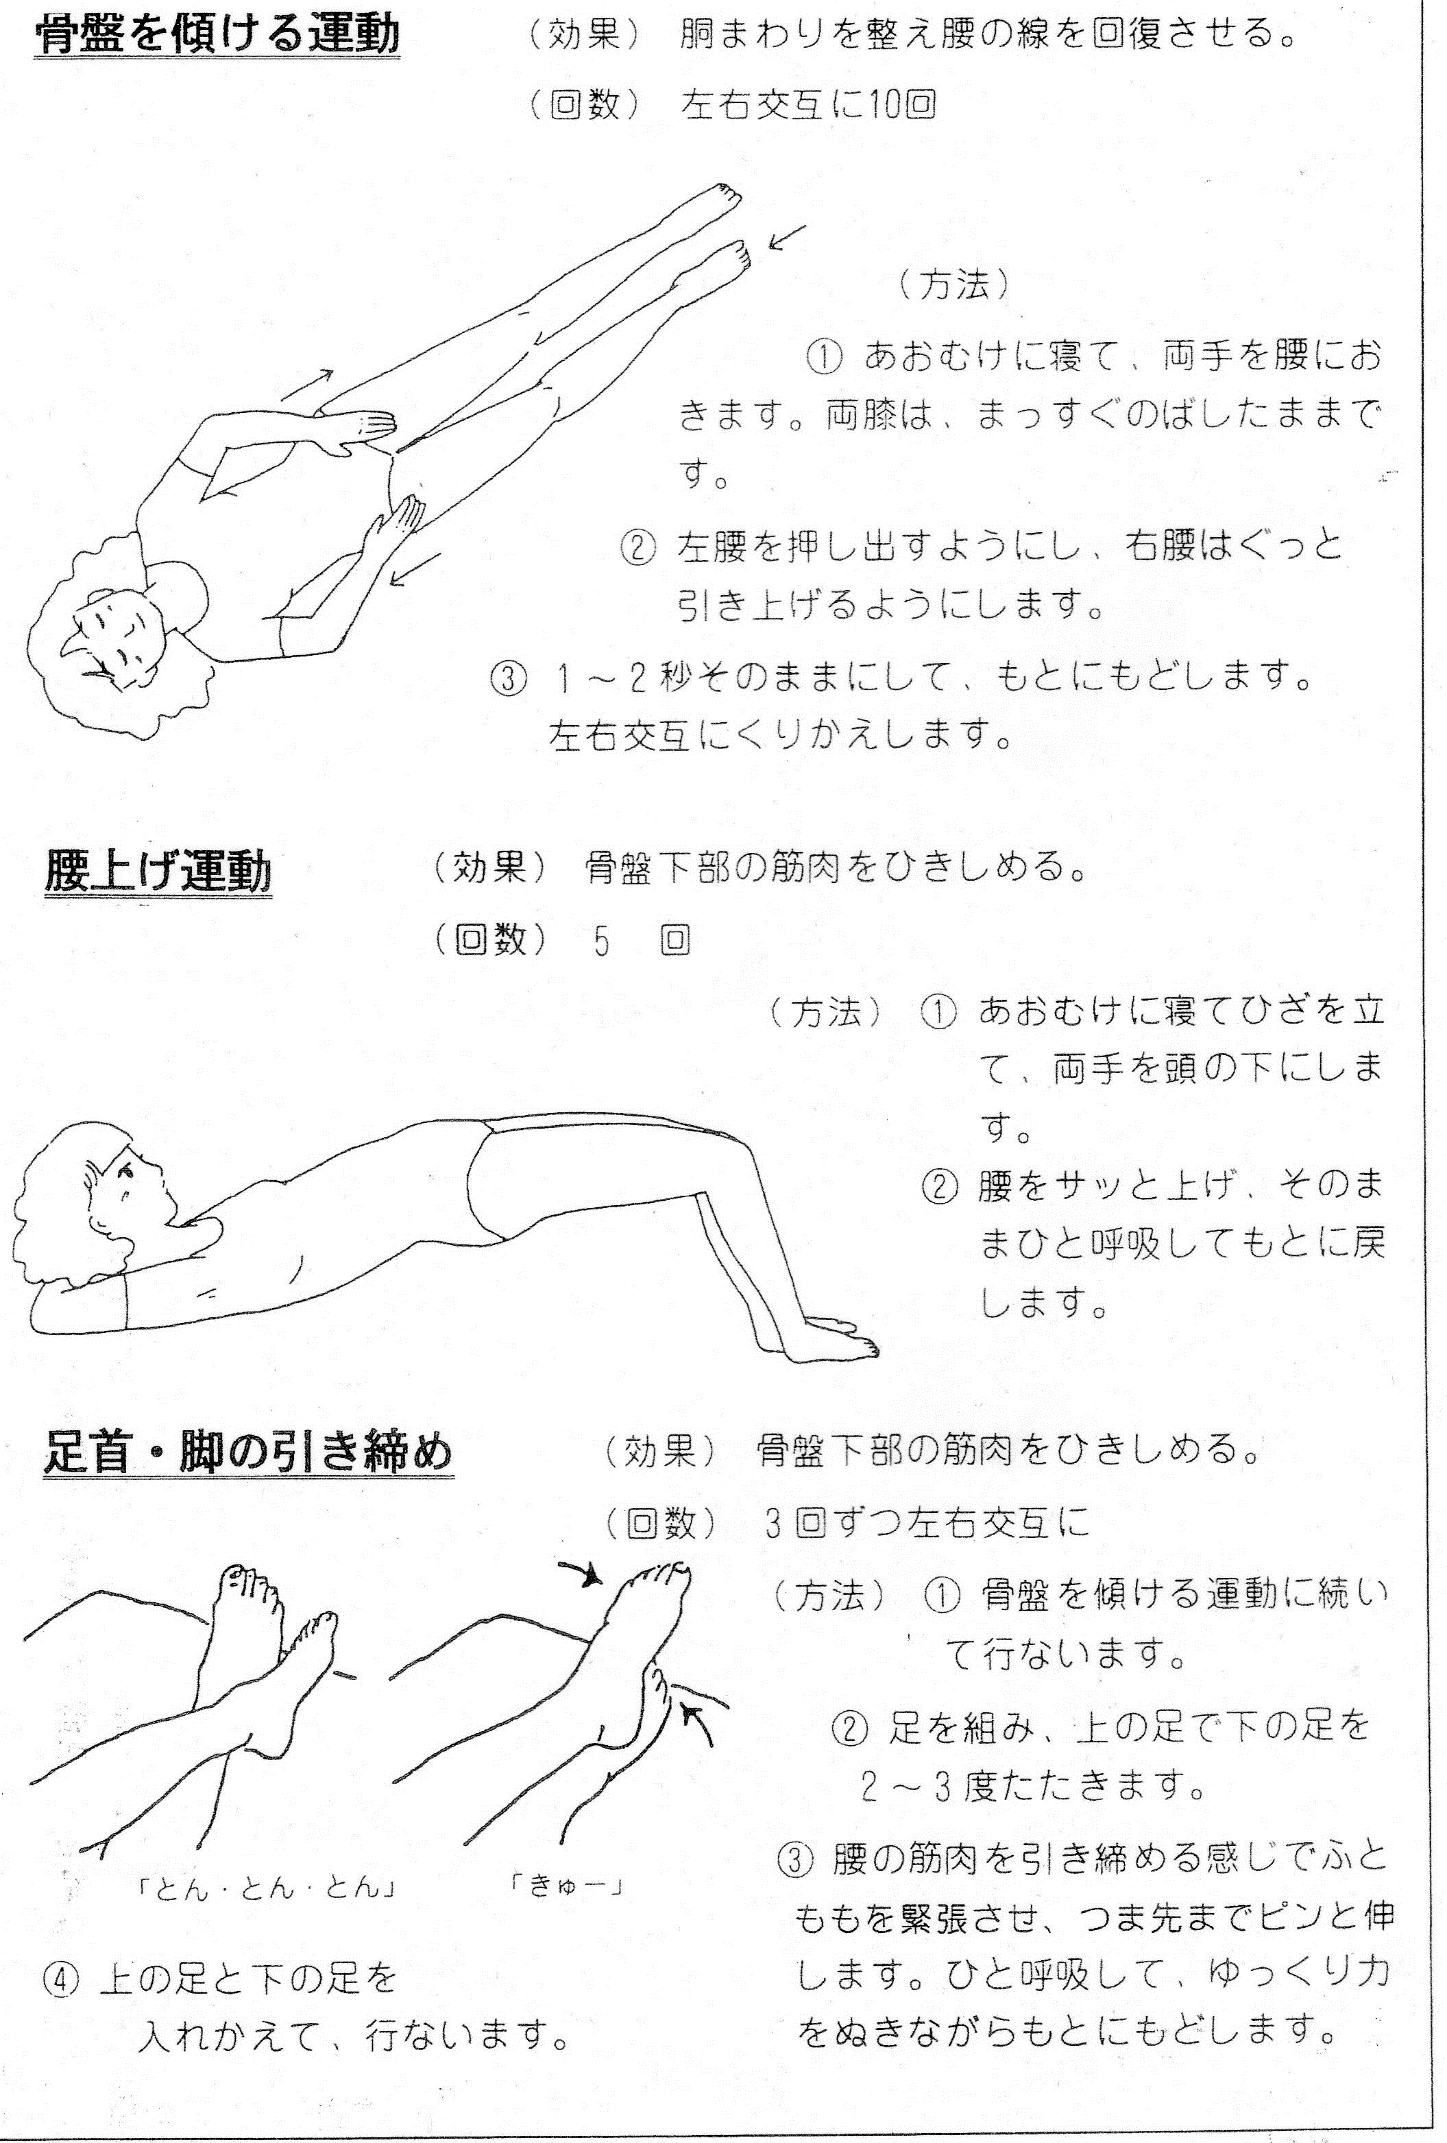 骨盤を傾ける運動 （効果） 胴まわりを整え腰の線を回復させる。
（回数） 左右交互に10回
（方法）
① あおむけに寝て、両手を腰にお
きます。両膝は、まっすぐのばしたままで
す。
② 左腰を押し出すようにし、右腰はぐっと
引き上げるようにします。
③ 1～2秒そのままにして、もとにもどします。
左右交互にくりかえします。
腰上げ運動 （効果） 骨盤下部の筋肉をひきしめる。
（回数） 5 回
（方法） ① あおむけに寝てひざを立
て、両手を頭の下にしま
す。
② 腰をサッと上げ、そのま
まひと呼吸してもとに戻
します。
足首・脚の引き締め （効果） 骨盤下部の筋肉をひきしめる。
（回数） 3回ずつ左右交互に
（方法） ① 骨盤を傾ける運動に続い
て行ないます。
② 足を組み、上の足で下の足を
2～3度たたきます。
③ 腰の筋肉を引き締める感じでふと
ももを緊張させ、つま先までピンと伸
します。ひと呼吸して、ゆっくり力
をぬきながらもとにもどします。
「とん・とん・とん」 「きゅー」
④ 上の足と下の足を
入れかえて、行ないます。